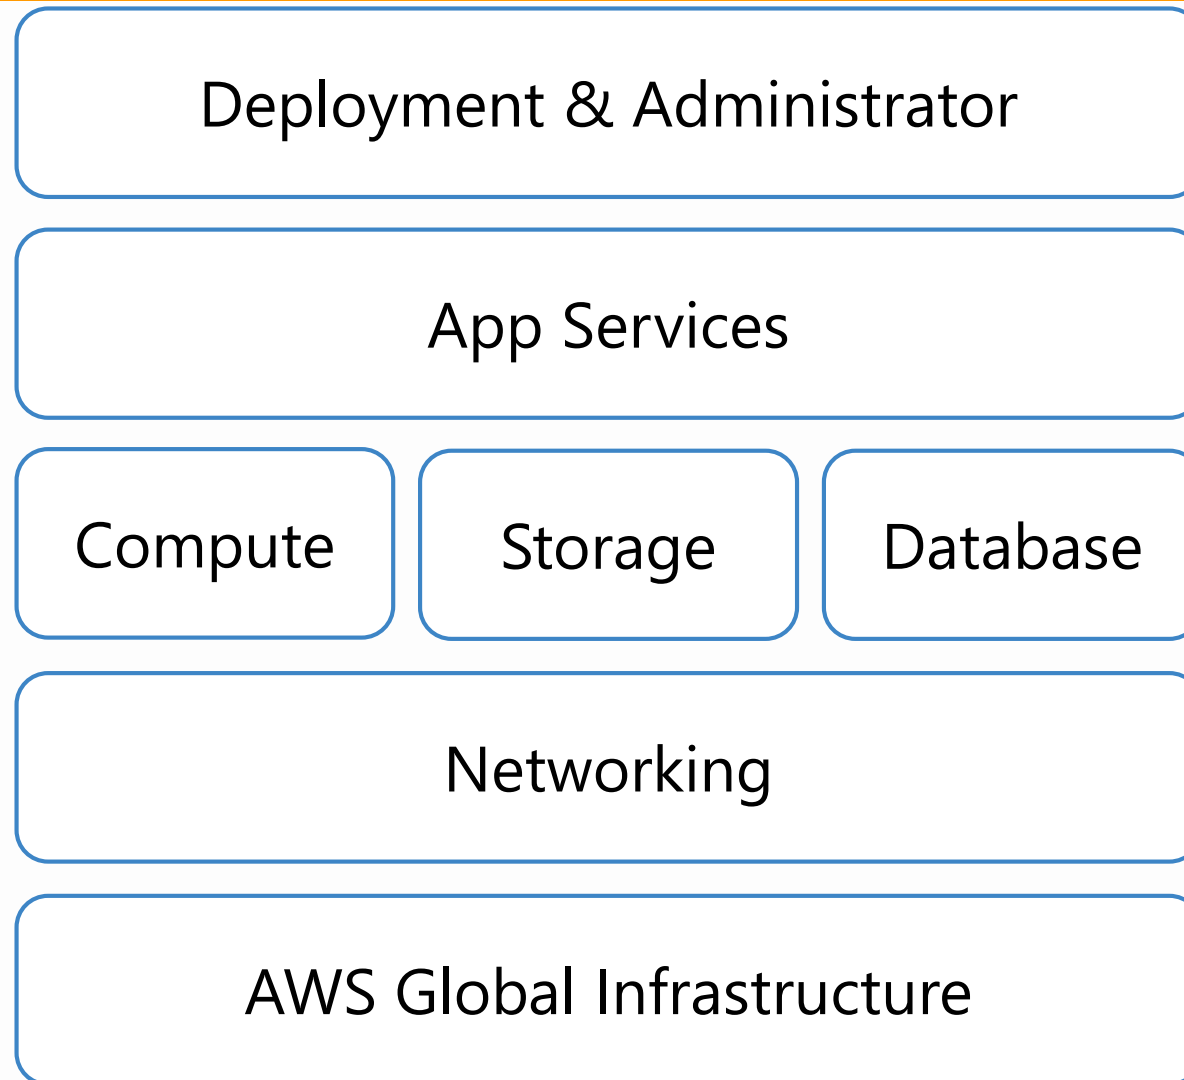 Deployment & Administrator
App Services
Compute
Storage
Database
Networking
AWS Global Infrastructure